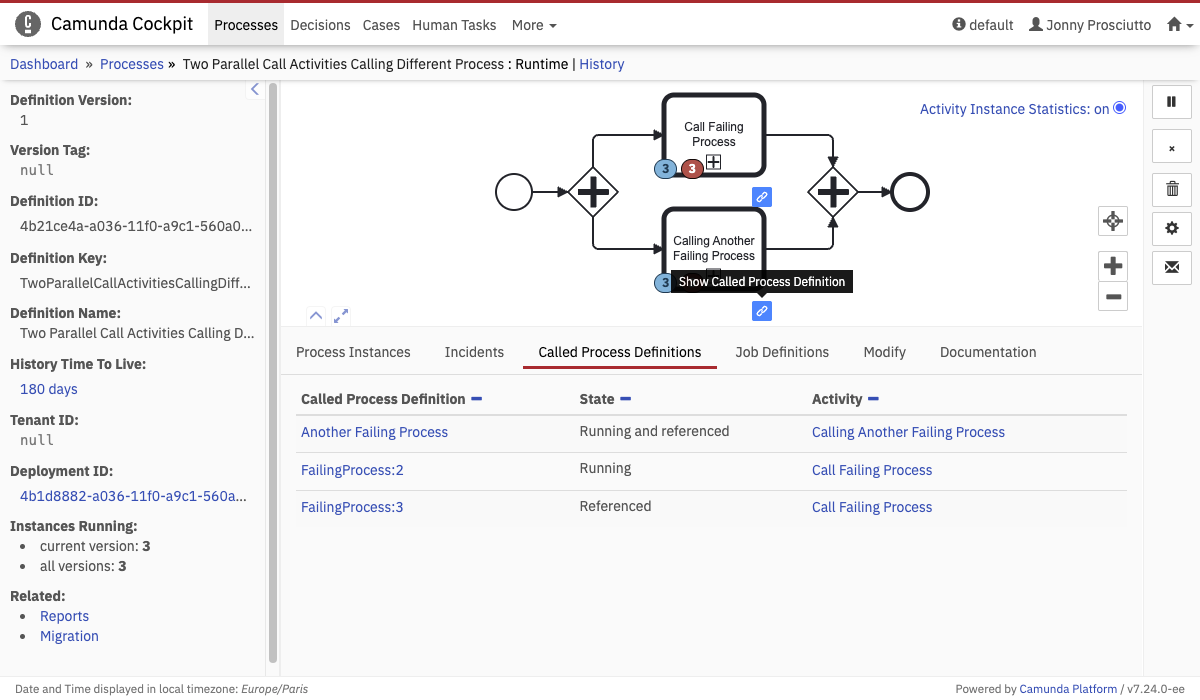 Camunda Cockpit Processes Decisions Cases Human Tasks More default Jonny Prosciutto
Dashboard » Processes » Two Parallel Call Activities Calling Different Process : Runtime | History
Definition Version:
1
Version Tag:
null
Definition ID:
4b21ce4a-a036-11f0-a9c1-560a0...
Definition Key:
TwoParallelCallActivitiesCallingDiff...
Definition Name:
Two Parallel Call Activities Calling D...
History Time To Live:
180 days
Tenant ID:
null
Deployment ID:
4b1d8882-a036-11f0-a9c1-560a...
Instances Running:
current version: 3
all versions: 3
Related:
Reports
Migration
Activity Instance Statistics: on
Call Failing
Process
3 3
Calling Another
Failing Process
3
Show Called Process Definition
Process Instances Incidents Called Process Definitions Job Definitions Modify Documentation
Called Process Definition State Activity
Another Failing Process Running and referenced Calling Another Failing Process
FailingProcess:2 Running Call Failing Process
FailingProcess:3 Referenced Call Failing Process
Date and Time displayed in local timezone: Europe/Paris
Powered by Camunda Platform / v7.24.0-ee